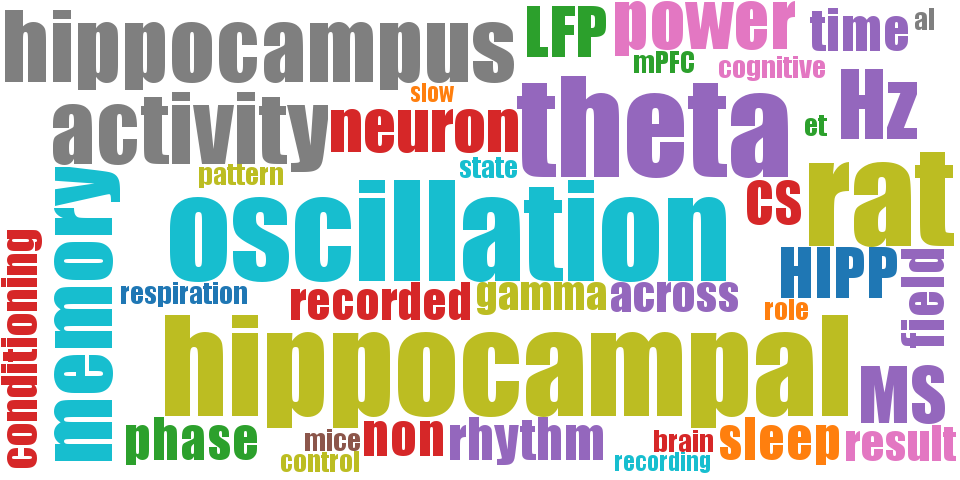 hippocampus
LFP
power
time
al
mPFC
cognitive
slow
activity
neuron
theta
Hz
et
state
pattern
memory
oscillation
cs
rat
conditioning
respiration
recorded
gamma
across
HIPP
role
field
hippocampal
MS
phase
mice
control
non
rhythm
brain
recording
sleep
result